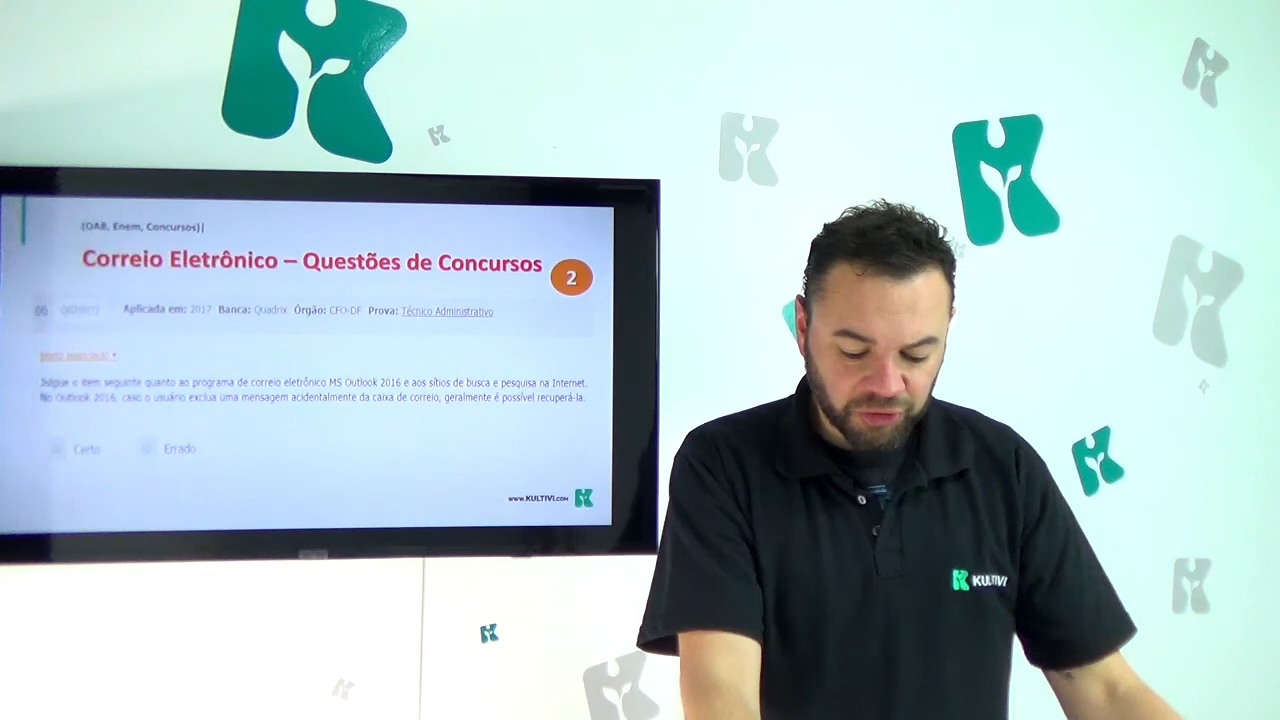 (OAB, Enem, Concursos)|
Correio Eletrônico – Questões de Concursos
2
06
Aplicada em: 2017 Banca: Quadrix Órgão: CFO-DF Prova: Técnico Administrativo
Texto associado
Julgue o item seguinte quanto ao programa de correio eletrônico MS Outlook 2016 e aos sítios de busca e pesquisa na Internet.
No Outlook 2016, caso o usuário exclua uma mensagem acidentalmente da caixa de correio, geralmente é possível recuperá-la.
Certo Errado
www.KULTIVI.com
KULTIVI